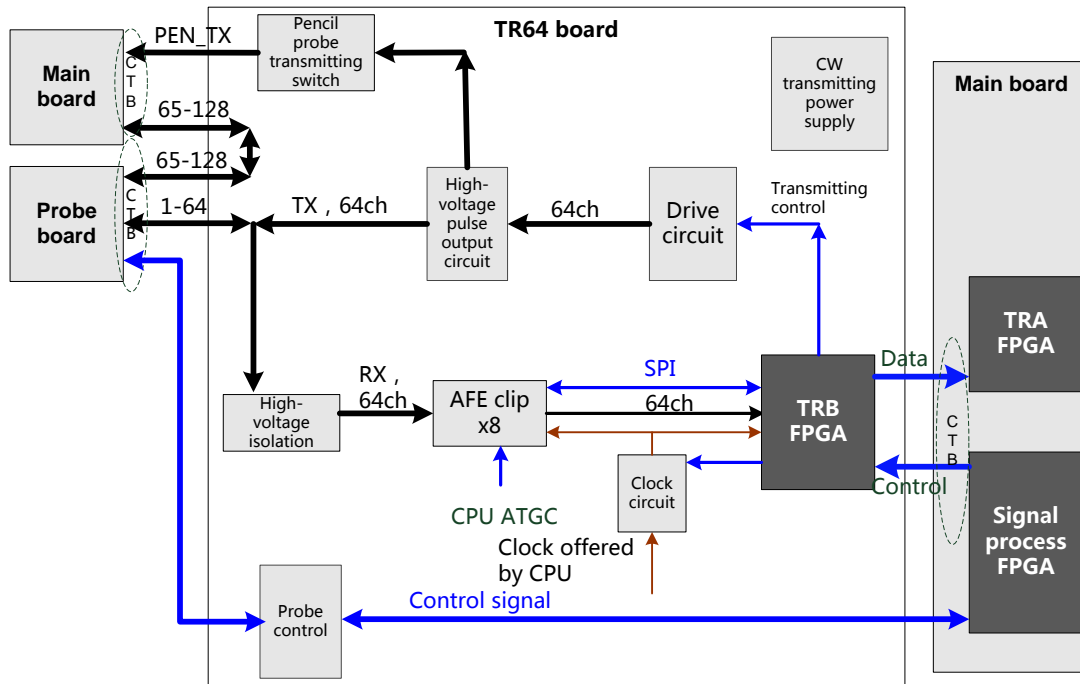 TR64 board
PEN_TX
Pencil
probe
transmitting
switch
Main
board
CTB
65-128
65-128
CTB
Probe
board
1-64
CW
transmitting
power
supply
Main board
TX , 64ch
High-
voltage
pulse
output
circuit
64ch
Drive
circuit
Transmitting
control
TRA
FPGA
Data
RX ,
64ch
High-
voltage
isolation
AFE clip
x8
SPI
64ch
TRB
FPGA
CTB
Control
Clock
circuit
CPU ATGC
Clock offered
by CPU
Signal
process
FPGA
Probe
control
Control signal